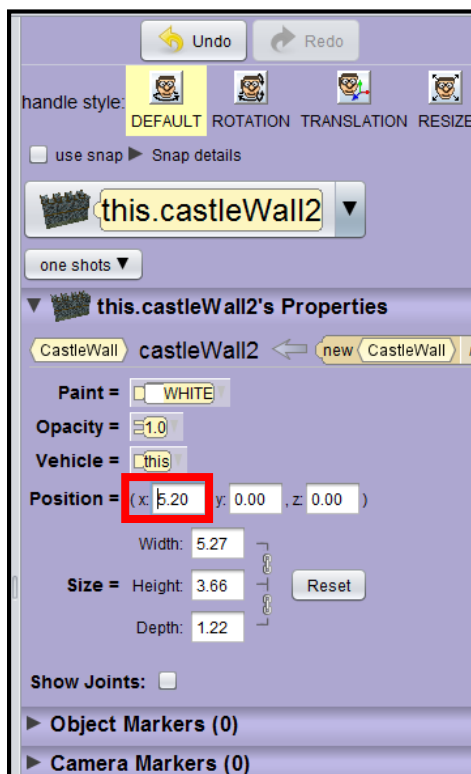 Undo Redo
handle style:
DEFAULT ROTATION TRANSLATION RESIZE
use snap Snap details
this.castleWall2
one shots
this.castleWall2's Properties
CastleWall castleWall2 new CastleWall
Paint = WHITE
Opacity = 1.0
Vehicle = this
Position = ( x: 5.20 y: 0.00 , z: 0.00 )
Width: 5.27
Size = Height: 3.66 Reset
Depth: 1.22
Show Joints:
Object Markers (0)
Camera Markers (0)